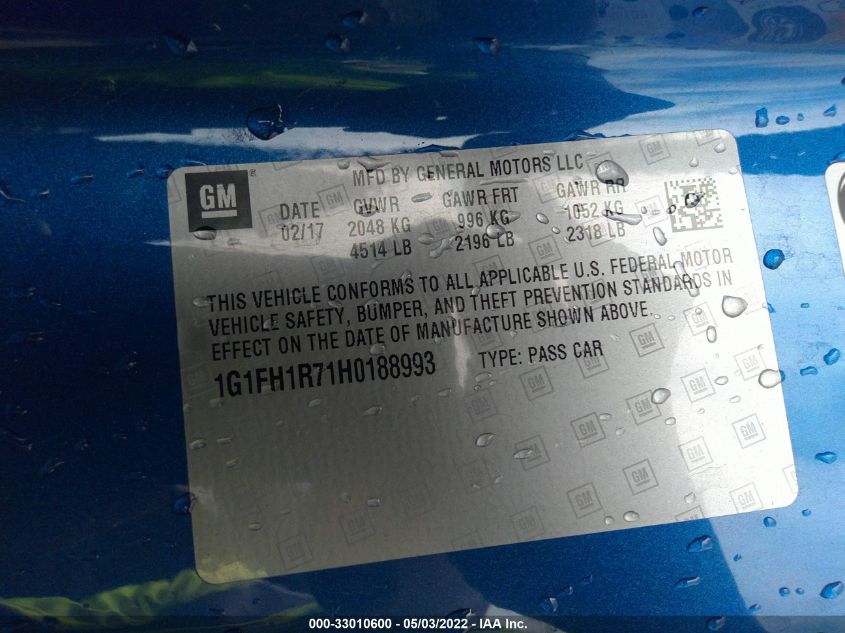 GM ®
MFD BY GENERAL MOTORS LLC
DATE GVWR GAWR FRT GAWR RR
02/17 2048 KG 996 KG 1052 KG
4514 LB 2196 LB 2318 LB
THIS VEHICLE CONFORMS TO ALL APPLICABLE U.S. FEDERAL MOTOR
VEHICLE SAFETY, BUMPER, AND THEFT PREVENTION STANDARDS IN
EFFECT ON THE DATE OF MANUFACTURE SHOWN ABOVE.
1G1FH1R71H0188993 TYPE: PASS CAR
000-33010600 - 05/03/2022 - IAA Inc.